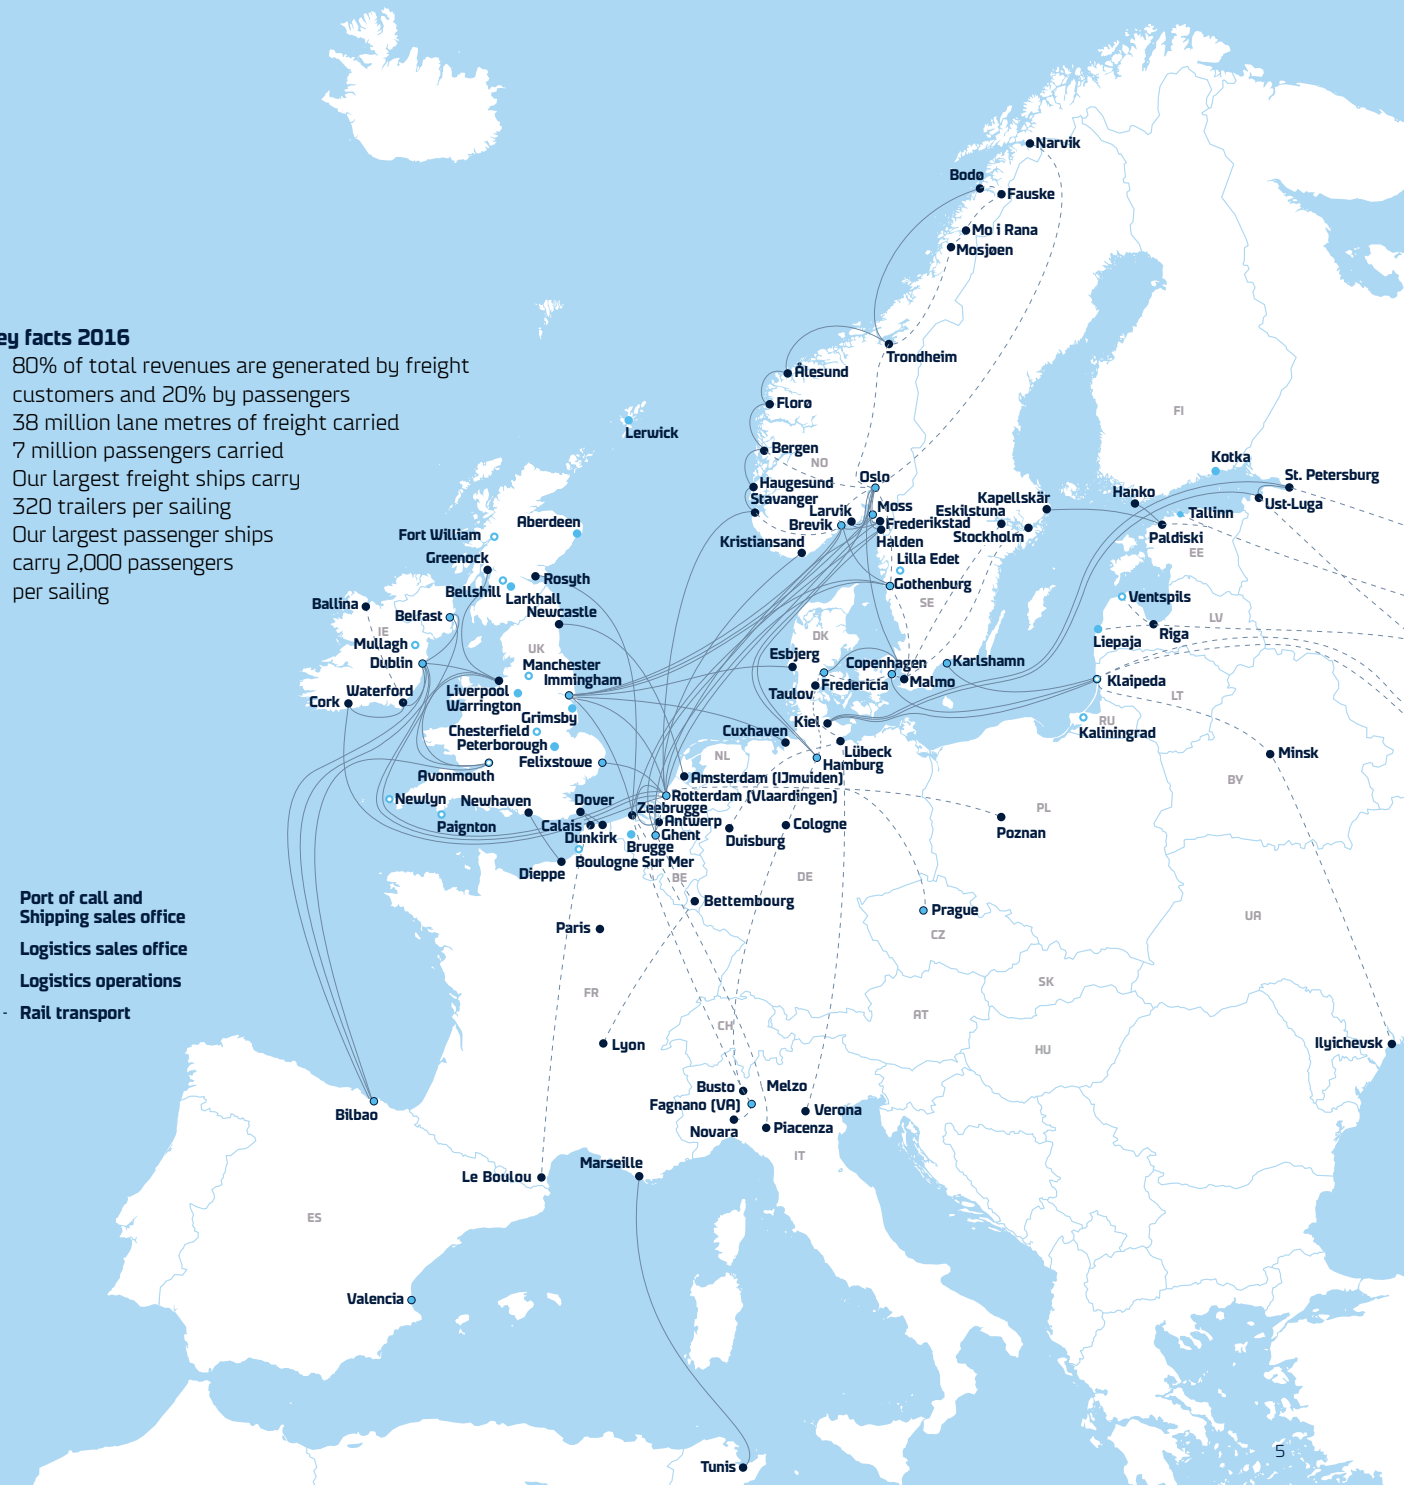 Narvik
Bodø
Fauske
Mo i Rana
Mosjøen
ey facts 2016
80% of total revenues are generated by freight
customers and 20% by passengers
38 million lane metres of freight carried
7 million passengers carried
Our largest freight ships carry
320 trailers per sailing
Our largest passenger ships
carry 2,000 passengers
per sailing
Trondheim
Ålesund
Florø
Lerwick
Bergen
NO
FI
Kotka
St. Petersburg
Ust-Luga
Haugesund
Stavanger
Oslo
Larvik
Brevik
Moss
Frederikstad
Halden
Kristiansand
Eskilstuna
Kapellskär
Stockholm
Hanko
Tallinn
Paldiski
EE
Lilla Edet
Gothenburg
SE
Aberdeen
Fort William
Greenock
Rosyth
Bellshill
Larkhall
Newcastle
Ballina
Belfast
IE
Mullagh
Dublin
UK
Manchester
Immingham
Waterford
Cork
Liverpool
Warrington
Grimsby
Chesterfield
Peterborough
Avonmouth
Felixstowe
Newlyn
Paignton
Newhaven
Dover
Ventspils
Riga
LV
Liepaja
DK
Esbjerg
Copenhagen
Karlshamn
Taulov
Fredericia
Malmo
Klaipeda
LT
RU
Kaliningrad
Kiel
Cuxhaven
Lübeck
Hamburg
Minsk
BY
NL
Amsterdam (IJmuiden)
Rotterdam (Vlaardingen)
Zeebrugge
Antwerp
Calais
Dunkirk
Ghent
Brugge
Boulogne Sur Mer
Dieppe
BE
Duisburg
Cologne
PL
Poznan
DE
Bettembourg
Prague
CZ
UA
Paris
Port of call and
Shipping sales office
Logistics sales office
Logistics operations
- Rail transport
FR
SK
CH
AT
HU
Lyon
Ilyichevsk
Busto
Melzo
Fagnano (VA)
Verona
Novara
Piacenza
IT
Bilbao
Marseille
Le Boulou
ES
Valencia
Tunis
5